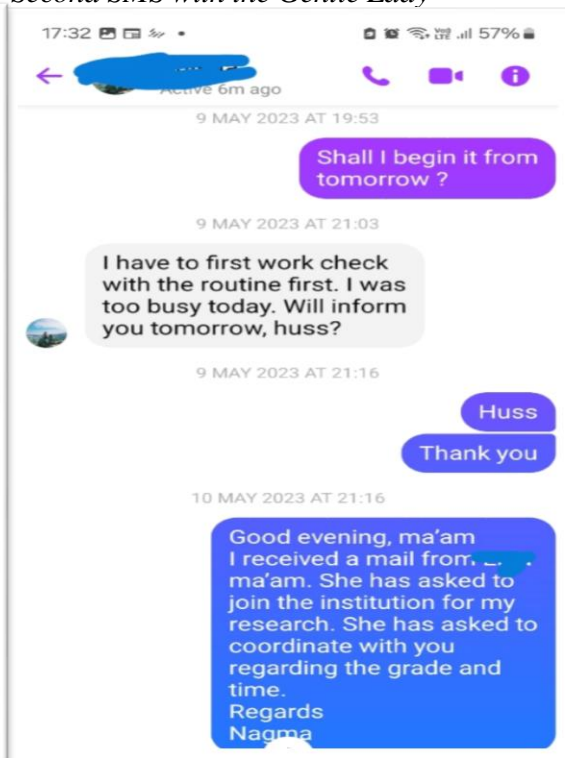 Second SMS with the Gentle Lady
17:32 57%
Active 6m ago
9 MAY 2023 AT 19:53
Shall I begin it from
tomorrow ?
9 MAY 2023 AT 21:03
I have to first work check
with the routine first. I was
too busy today. Will inform
you tomorrow, huss?
9 MAY 2023 AT 21:16
Huss
Thank you
10 MAY 2023 AT 21:16
Good evening, ma'am
I received a mail from
ma'am. She has asked to
join the institution for my
research. She has asked to
coordinate with you
regarding the grade and
time.
Regards
Nagma